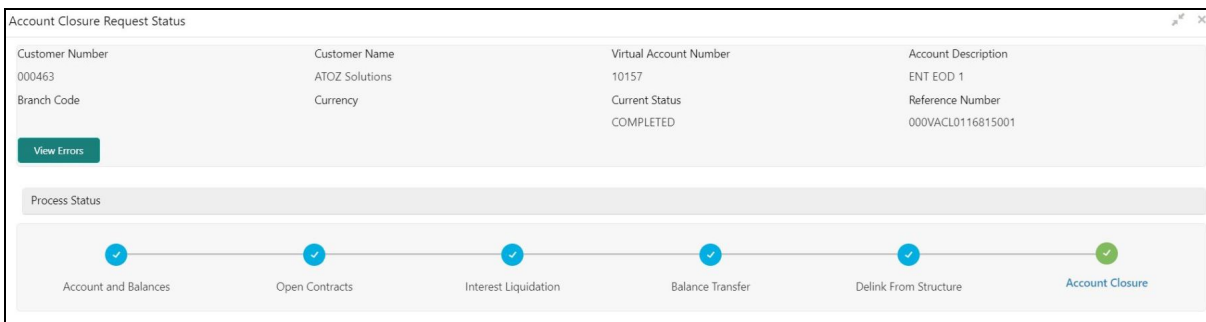 Account Closure Request Status
Customer Number Customer Name Virtual Account Number Account Description
000463 ATOZ Solutions 10157 ENT EOD 1
Branch Code Currency Current Status Reference Number
COMPLETED 000VACL0116815001
View Errors
Process Status
Account and Balances Open Contracts Interest Liquidation Balance Transfer Delink From Structure Account Closure